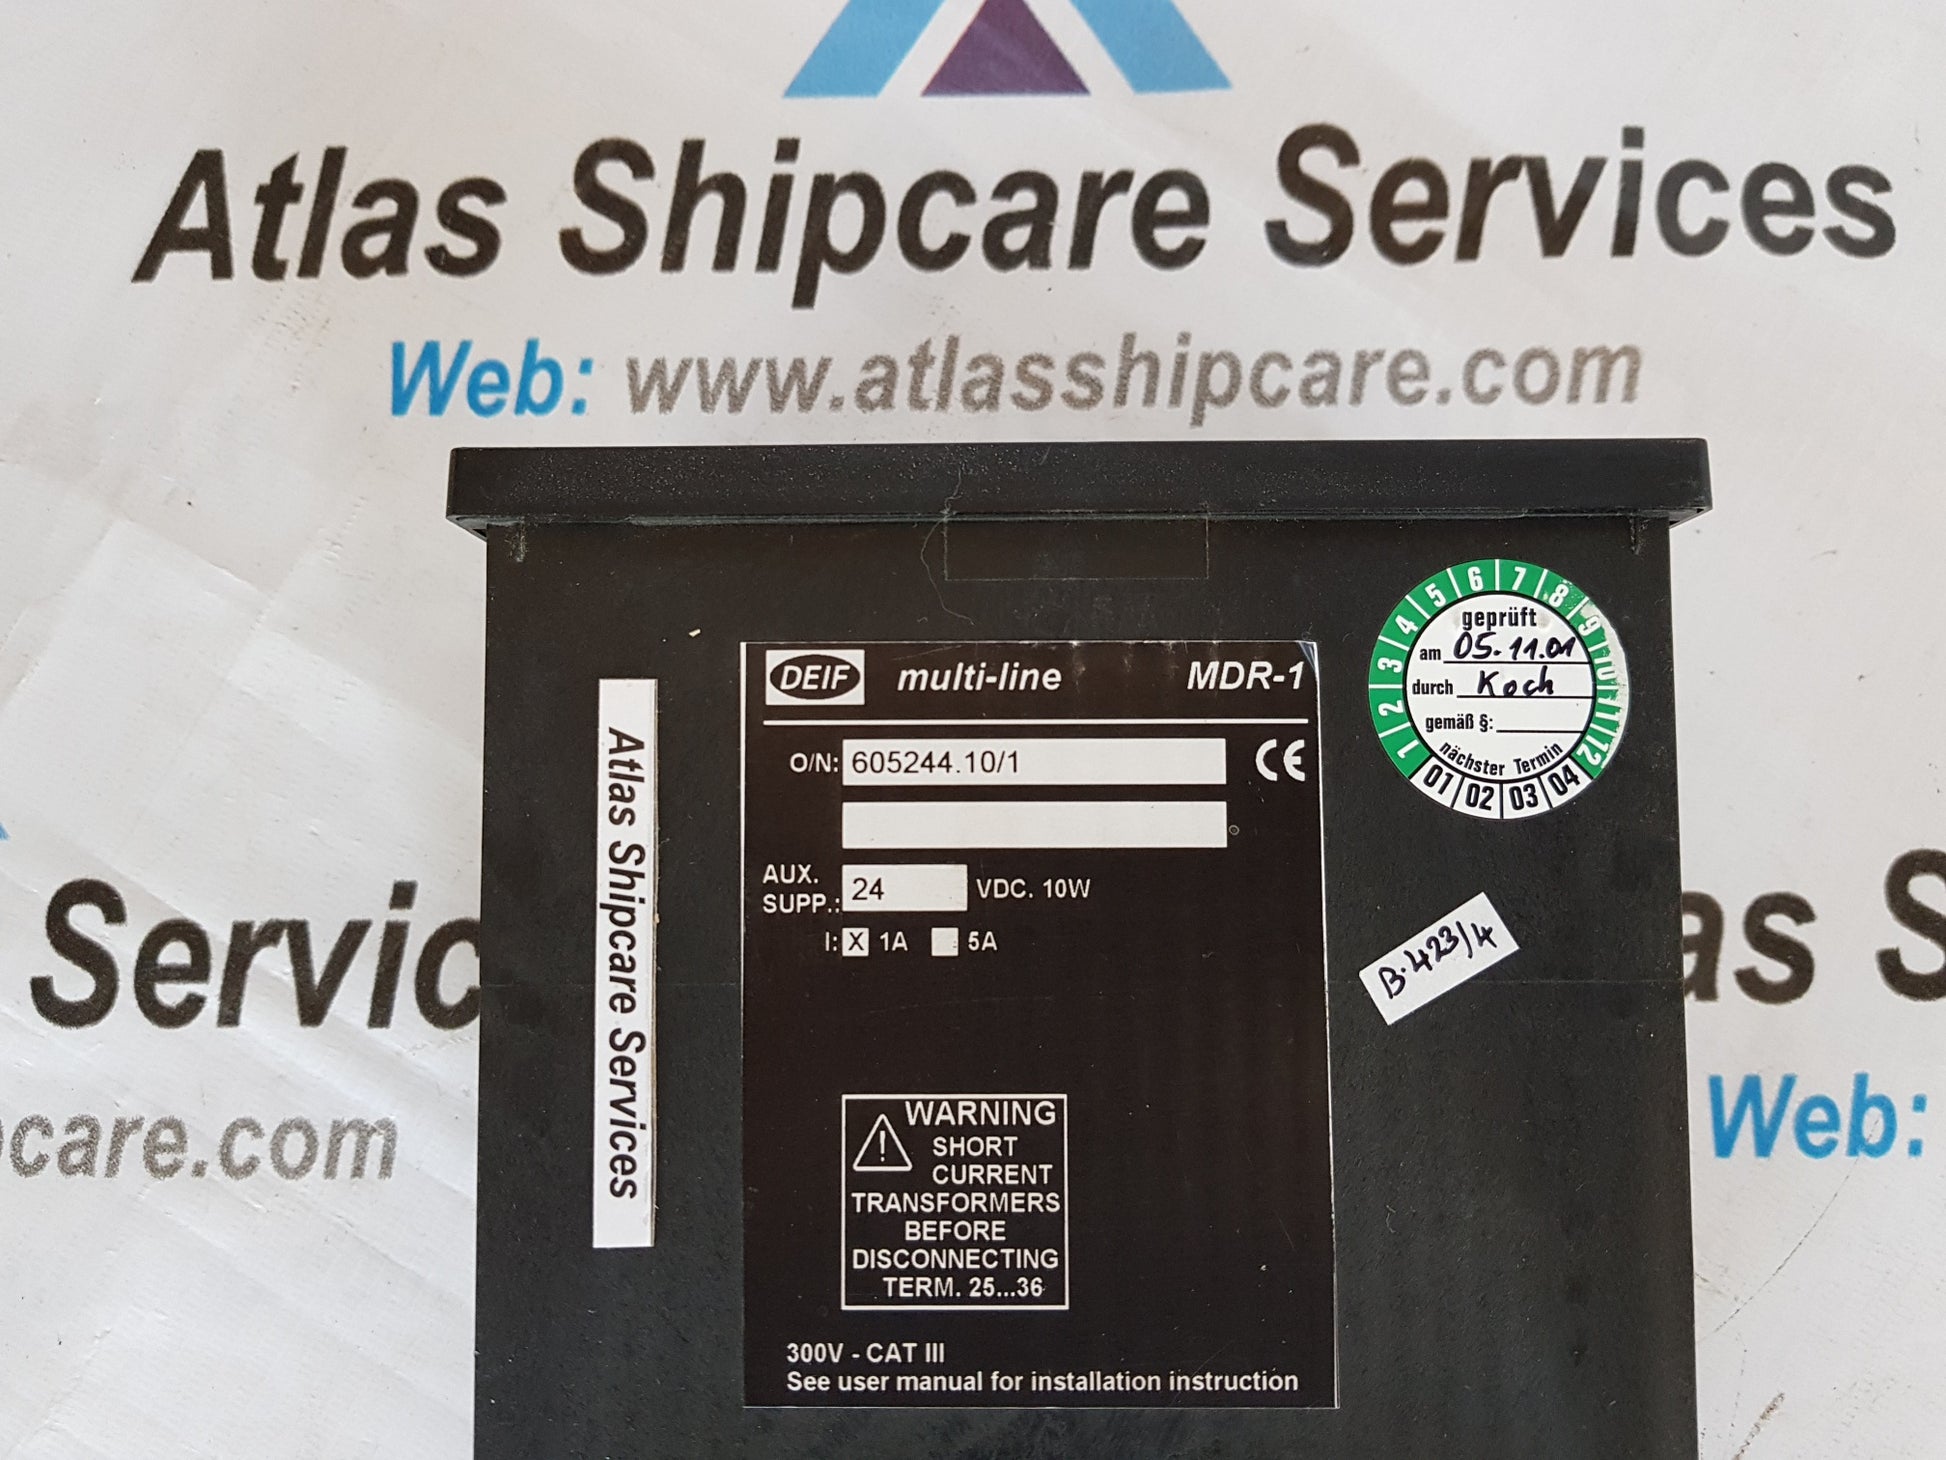 Atlas Shipcare Services
Web: www.atlasshipcare.com
DEIF multi-line MDR-1
O/N: 605244.10/1
CE
AUX.
SUPP.: 24 VDC. 10W
I: X 1A 5A
WARNING
SHORT
CURRENT
TRANSFORMERS
BEFORE
DISCONNECTING
TERM. 25...36
300V - CAT III
See user manual for installation instruction
Atlas Shipcare Services
1 2 3 4 5 6 7 8 9 10 11 12
geprüft
am 05.11.01
durch Koch
gemäß §:
nächster Termin
01 02 03 04
B.423/4
Servic
pcare.com
as S
Web: